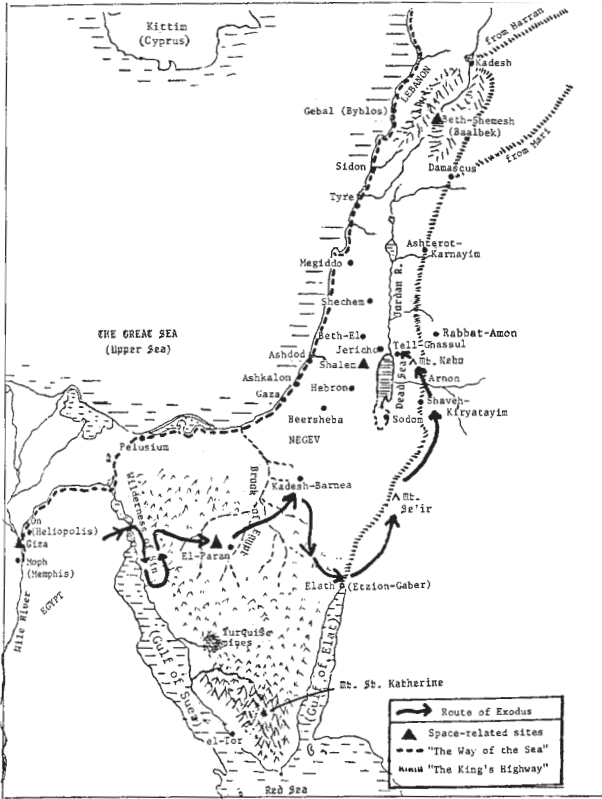 Kittim
(Cyprus)
from Harran
Kadesh
LEBANON
Gebal (Byblos)
Beth-Shemesh
(Baalbek)
from Mari
Sidon
Damascus
Tyre
Ashterot-
Karnayim
Megiddo
Jordan R.
Shechem
THE GREAT SEA
(Upper Sea)
Beth-El
Rabbat-Amon
Jericho
Tell-Ghassul
Ashdod
Shalem
Mt. Nebo
Ashkalon
Dead Sea
Arnon
Gaza
Hebron
Shaveh-
Kiryatayim
Beersheba
Sodom
NEGEV
Pelusium
Brook of Egypt
Kadesh-Barnea
Wilderness of Sin
Mt.
Se'ir
On
(Heliopolis)
Giza
El-Paran
Moph
(Memphis)
Elath (Etzion-Gaber)
Nile River
EGYPT
Turquise
mines
Gulf of Suez
Gulf of Elat
Mt. St. Katherine
el-Tor
Red Sea
Route of Exodus
Space-related sites
"The Way of the Sea"
"The King's Highway"